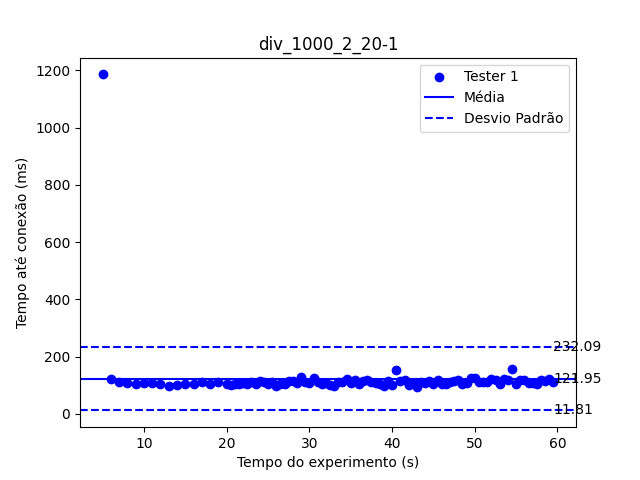 div_1000_2_20-1
Tester 1
Média
Desvio Padrão
Tempo até conexão (ms)
1200
1000
800
600
400
200
0
232.09
121.95
11.81
10 20 30 40 50 60
Tempo do experimento (s)